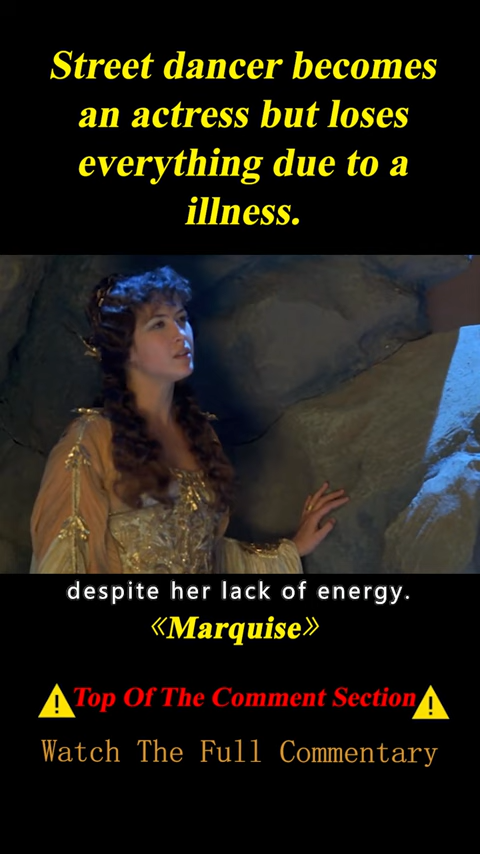 Street dancer becomes
an actress but loses
everything due to a
illness.
despite her lack of energy.
《Marquise》
Top Of The Comment Section
Watch The Full Commentary